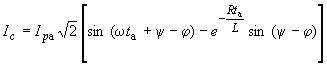 I_c = I_pa √2 [sin (ωt_a + ψ − φ) − e^(−Rt_a/L) sin (ψ − φ)]